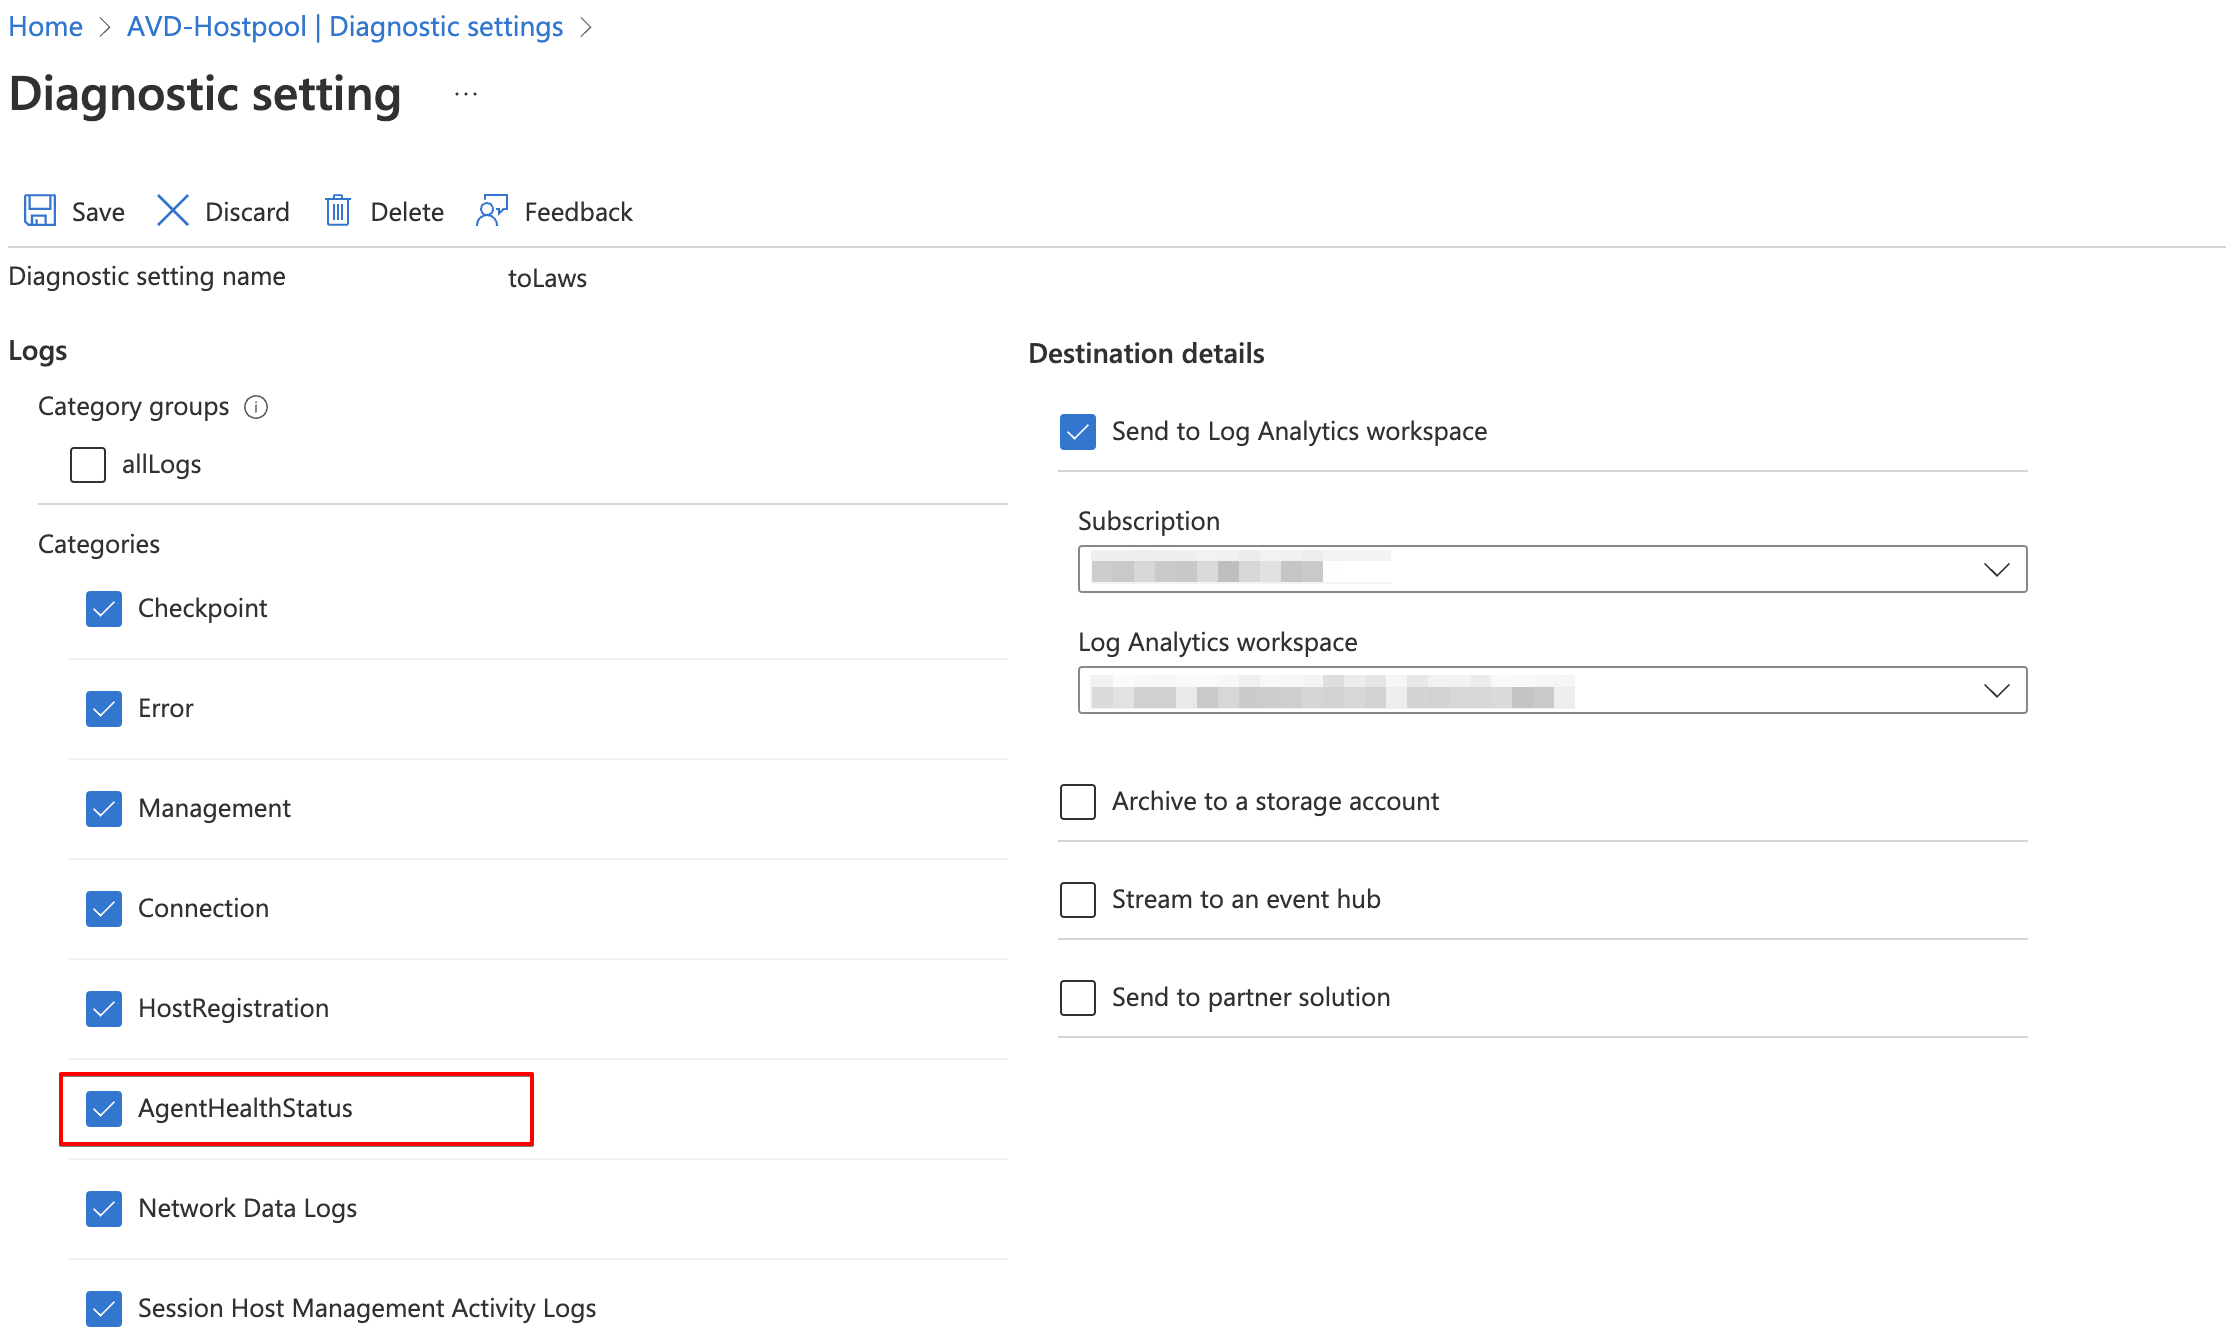 Home > AVD-Hostpool | Diagnostic settings >
Diagnostic setting ...
Save Discard Delete Feedback
Diagnostic setting name toLaws
Logs
Category groups
allLogs
Categories
Checkpoint
Error
Management
Connection
HostRegistration
AgentHealthStatus
Network Data Logs
Session Host Management Activity Logs
Destination details
Send to Log Analytics workspace
Subscription
Log Analytics workspace
Archive to a storage account
Stream to an event hub
Send to partner solution